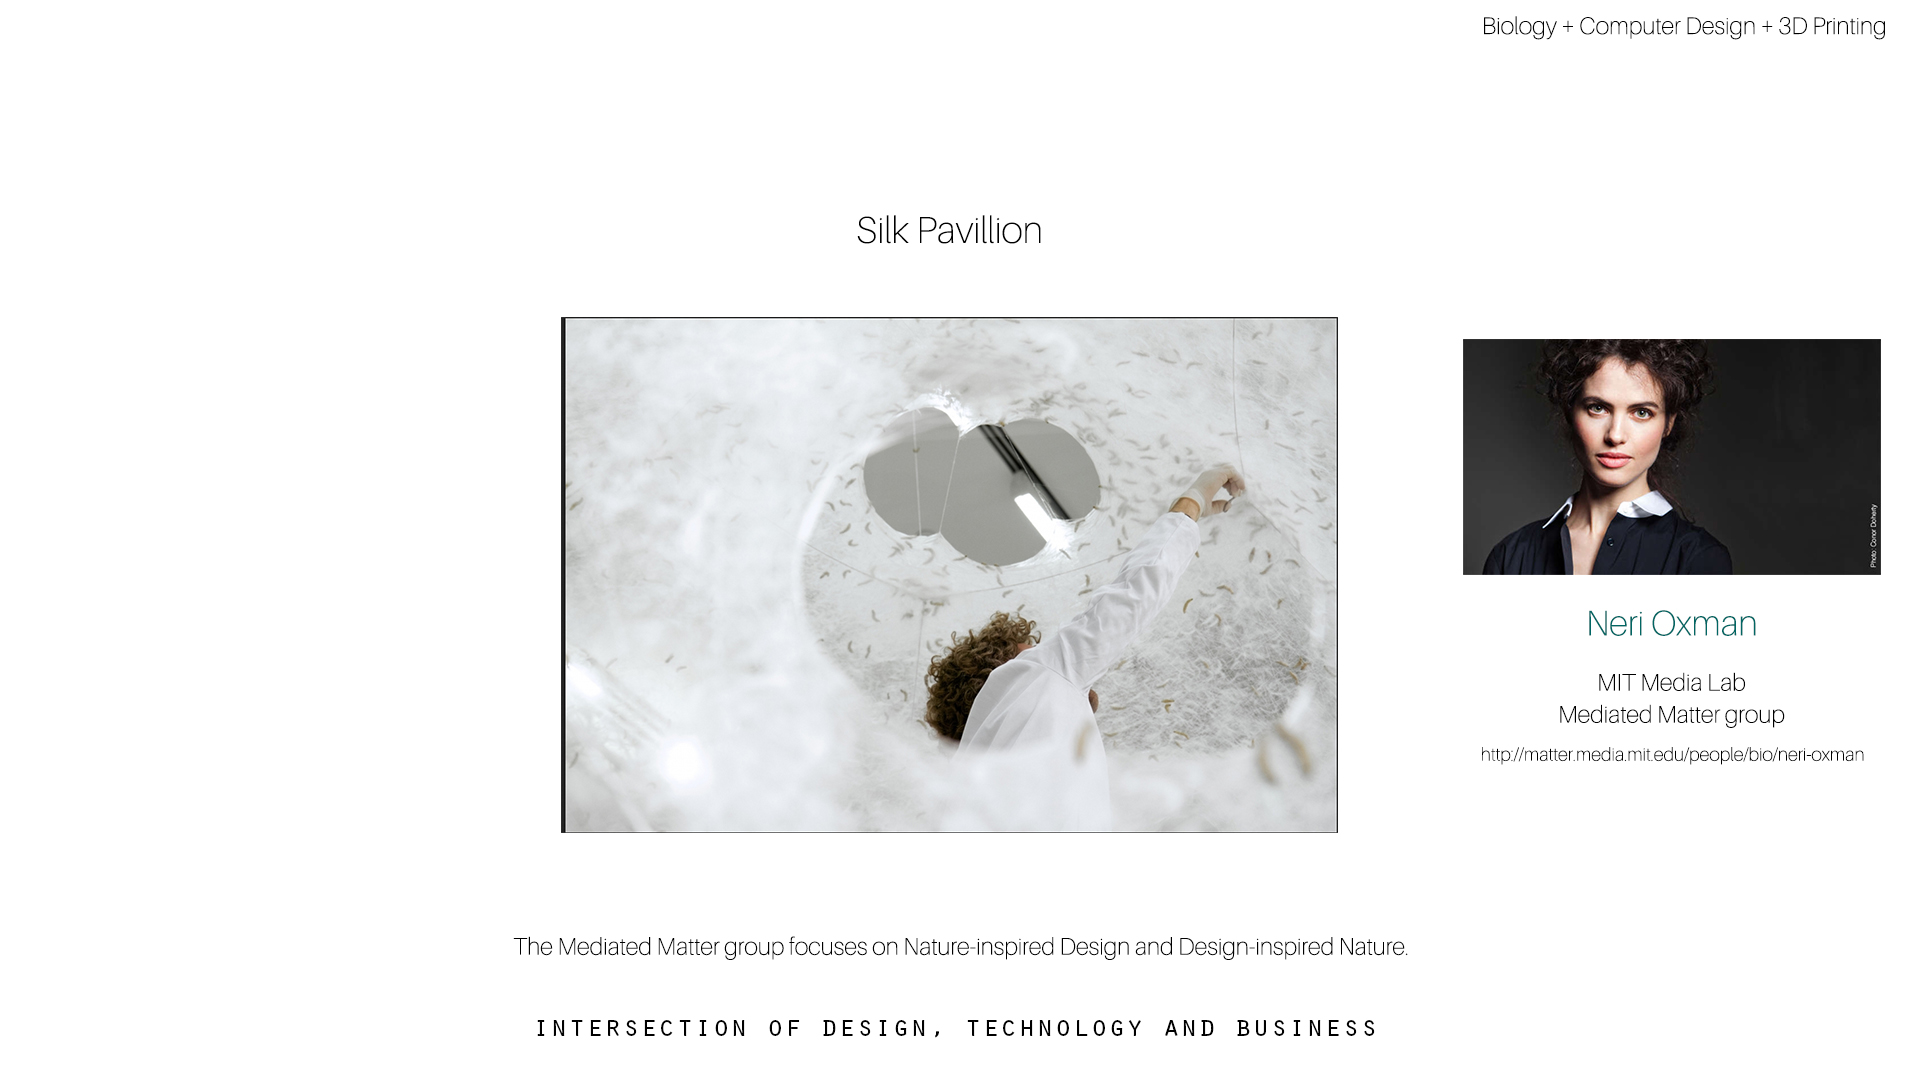 Biology + Computer Design + 3D Printing
Silk Pavillion
Photo: Conor Doherty
Neri Oxman
MIT Media Lab
Mediated Matter group
http://matter.media.mit.edu/people/bio/neri-oxman
The Mediated Matter group focuses on Nature-inspired Design and Design-inspired Nature.
INTERSECTION OF DESIGN, TECHNOLOGY AND BUSINESS